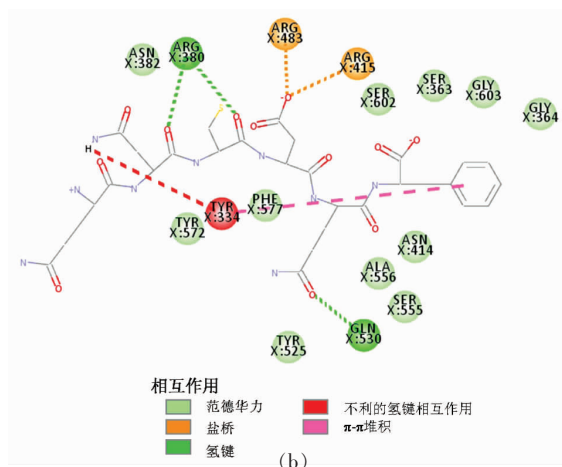 ARG
X:483
ARG
X:380
ASN
X:382
ARG
X:415
SER
X:363
GLY
X:603
SER
X:602
GLY
X:364
S
O
O
O
O⁻
O
O⁻
N
H
O
N
N
N
O
N
O
N
+N
O
TYR
X:334
PHE
X:577
TYR
X:572
N
O
ASN
X:414
ALA
X:556
SER
X:555
N
O
GLN
X:530
TYR
X:525
相互作用
范德华力
不利的氢键相互作用
盐桥
π-π堆积
氢键
(b)